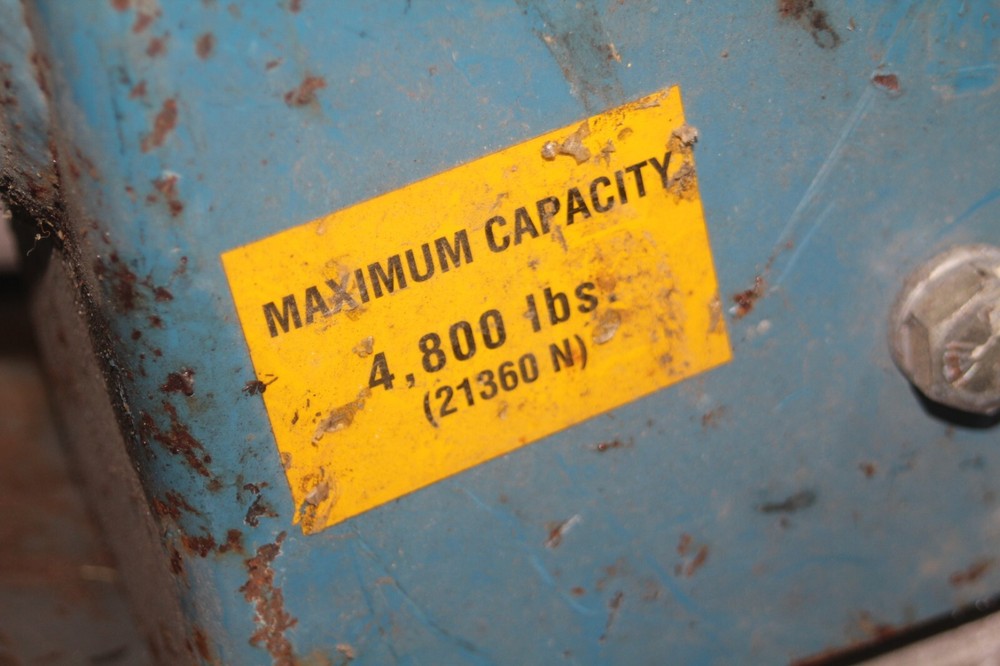 MAXIMUM CAPACITY
4,800 lbs.
(21360 N)